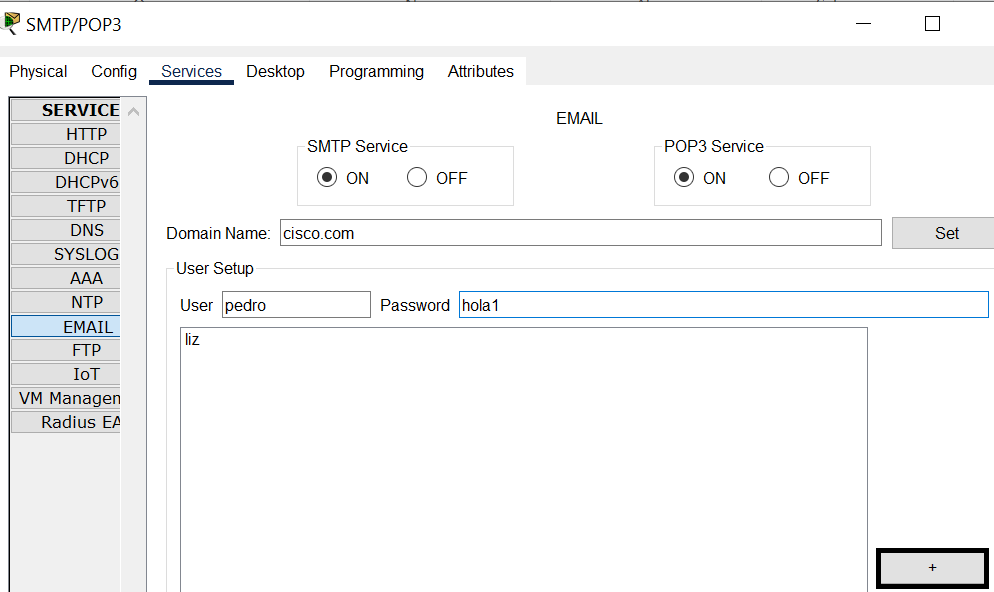 SMTP/POP3
Physical Config Services Desktop Programming Attributes
SERVICE
HTTP
DHCP
DHCPv6
TFTP
DNS
SYSLOG
AAA
NTP
EMAIL
FTP
IoT
VM Managem
Radius EA
EMAIL
SMTP Service
ON OFF
POP3 Service
ON OFF
Domain Name: cisco.com Set
User Setup
User pedro Password hola1
liz
+